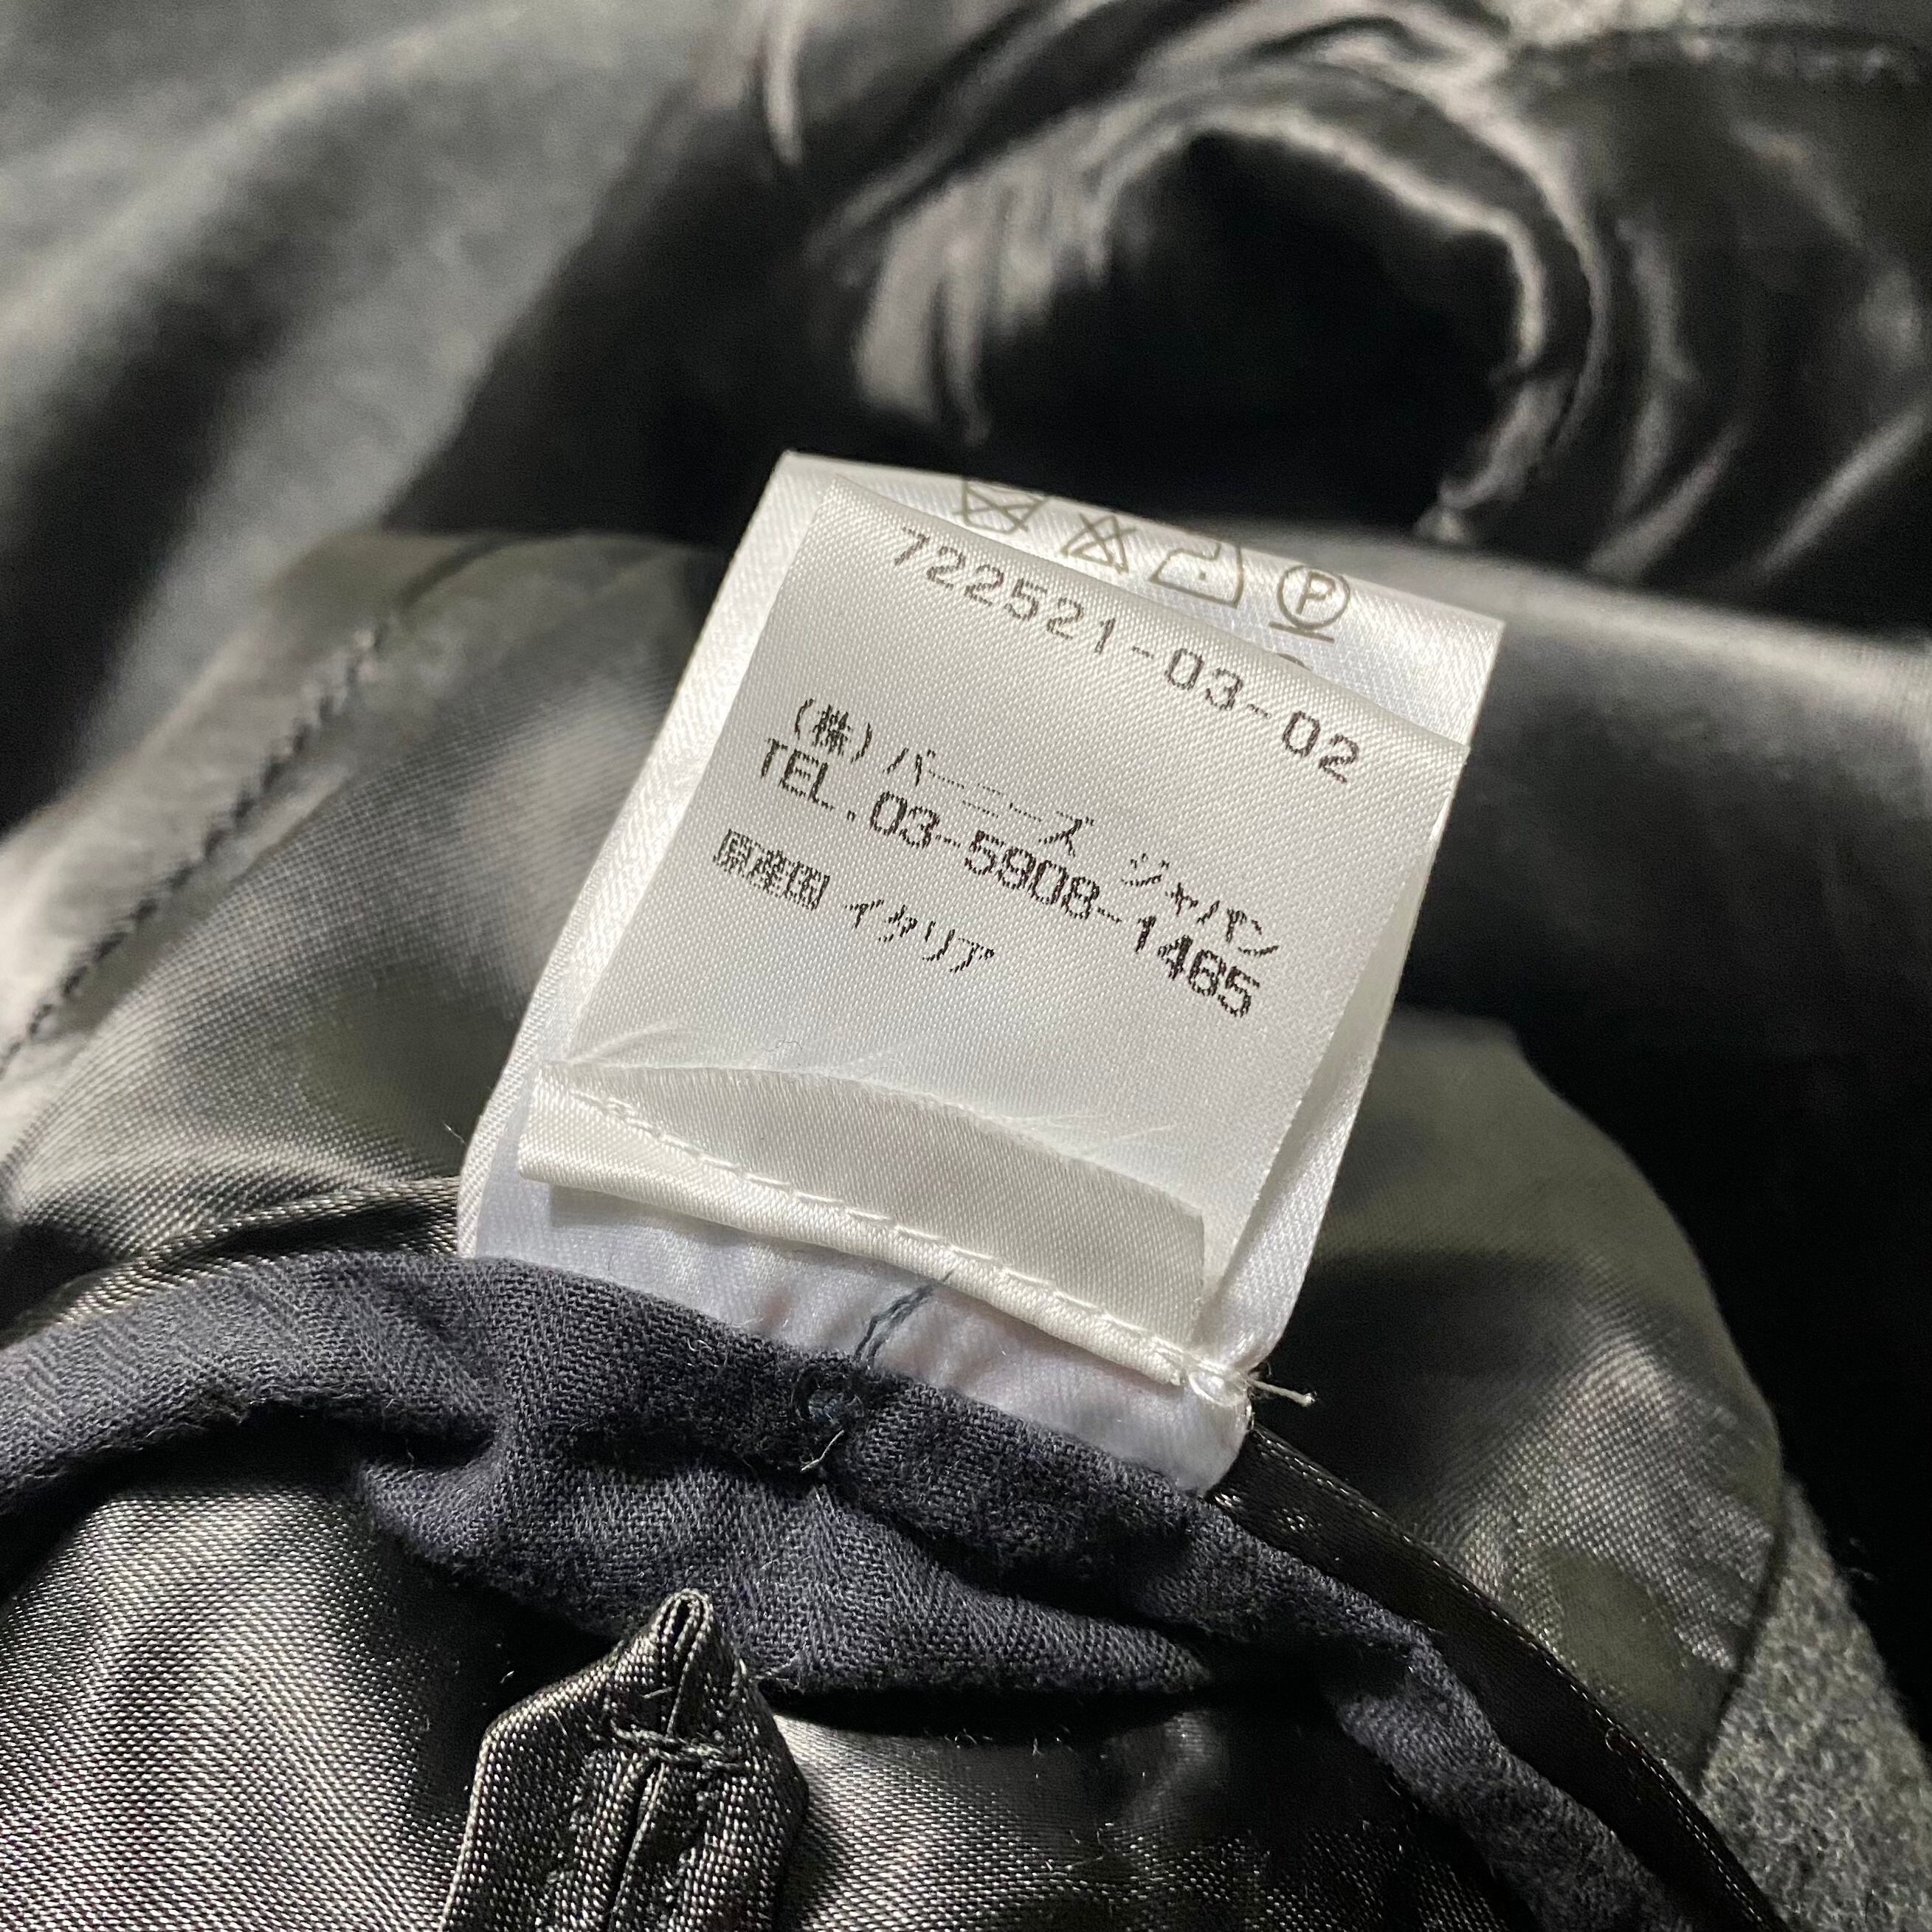 P
722521-03-02
(株)バーニーズ ジャパン
TEL.03-5908-1465
原産国 イタリア